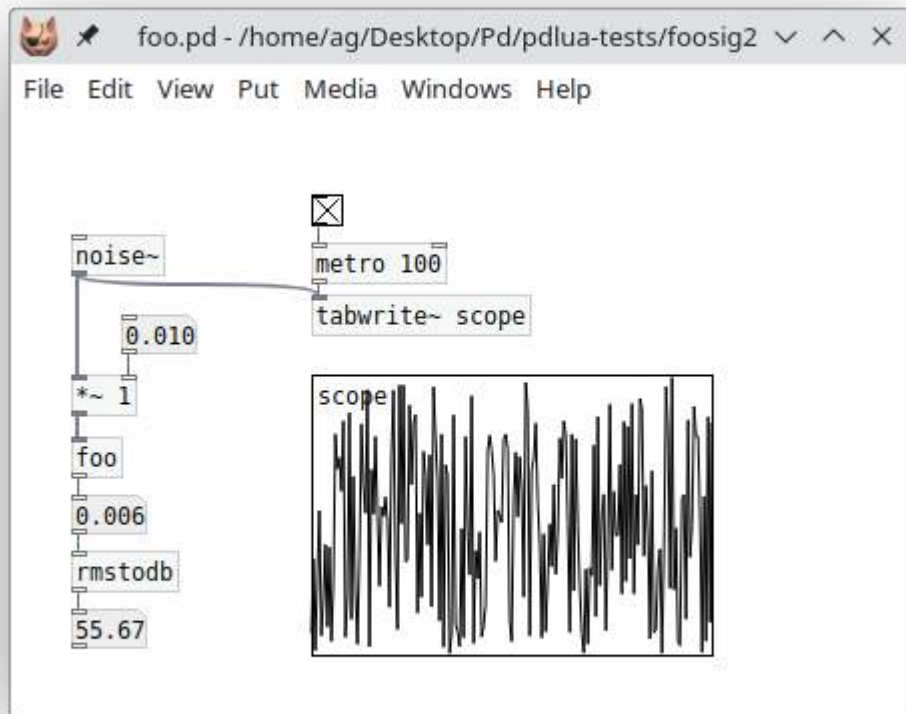 foo.pd - /home/ag/Desktop/Pd/pdlua-tests/foosig2
File Edit View Put Media Windows Help
noise~
metro 100
tabwrite~ scope
0.010
*~ 1
scope
foo
0.006
rmstodb
55.67